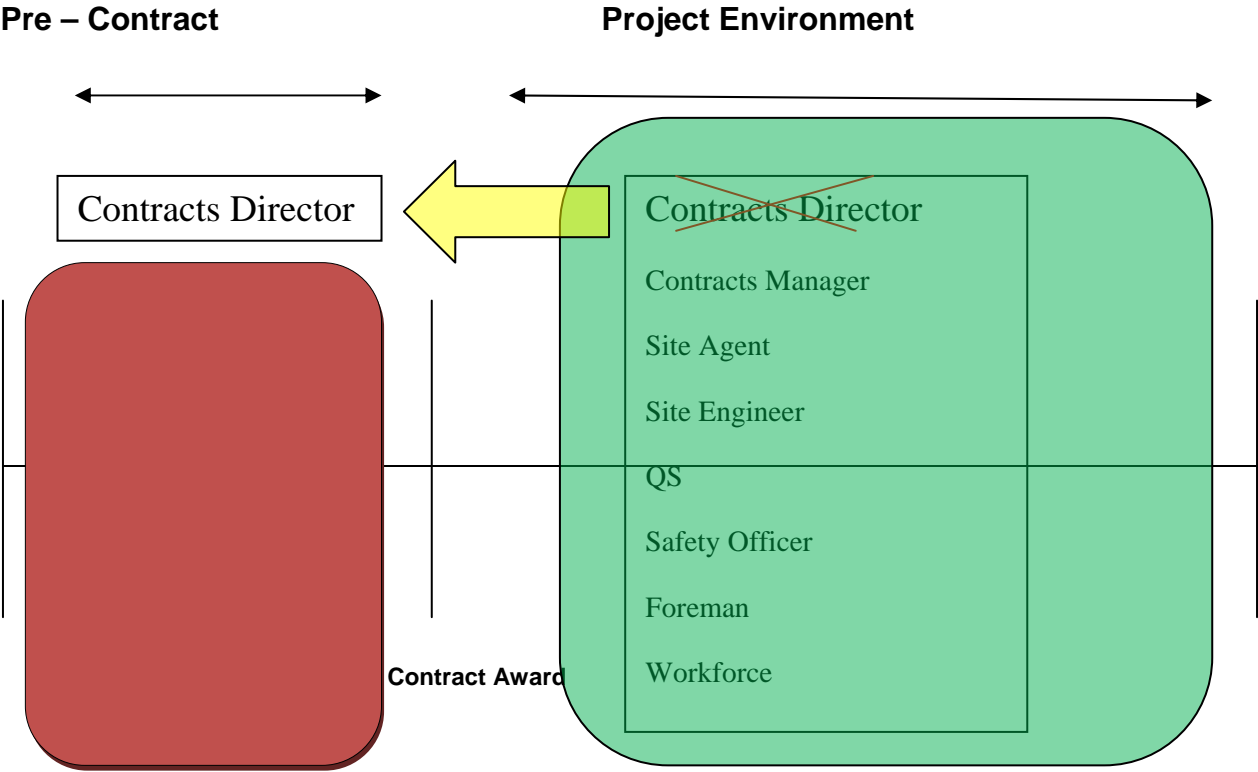 Pre – Contract
Project Environment
Contracts Director
Contracts Director
Contracts Manager
Site Agent
Site Engineer
QS
Safety Officer
Foreman
Workforce
Contract Award